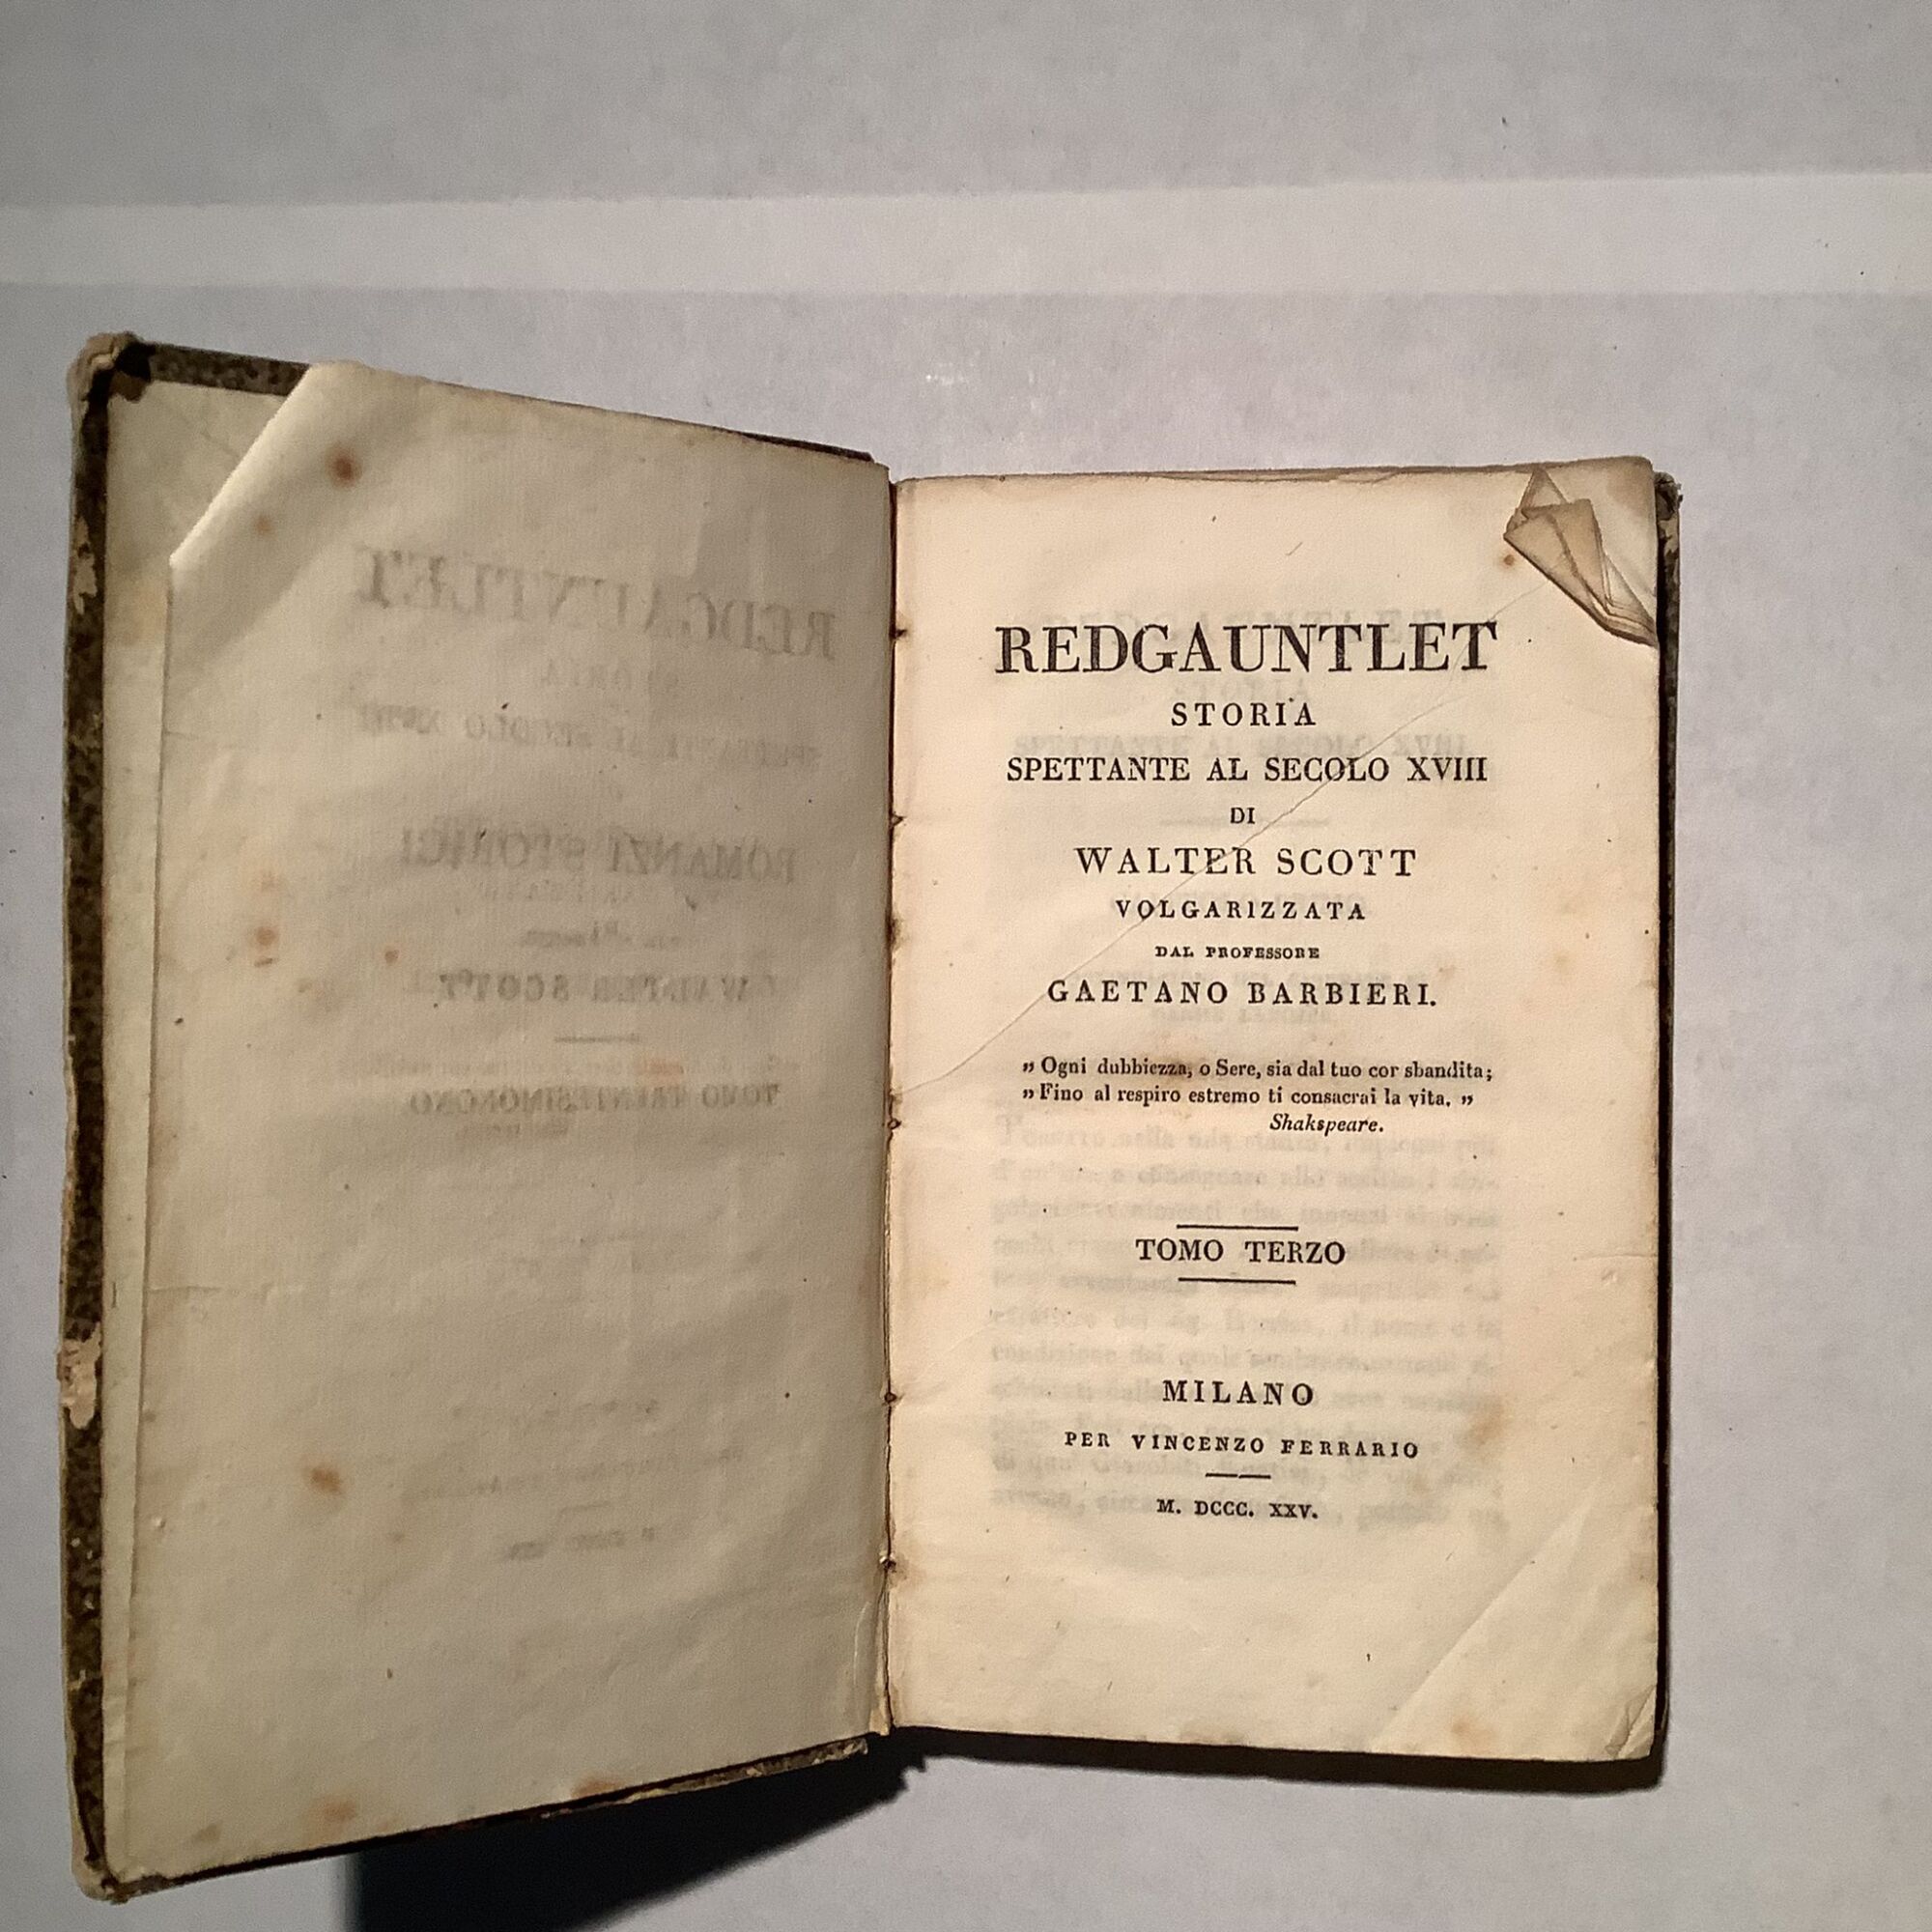 REDGAUNTLET
STORIA
SPETTANTE AL SECOLO XVIII
DI
WALTER SCOTT
VOLGARIZZATA
DAL PROFESSORE
GAETANO BARBIERI.
„ Ogni dubbiezza, o Sere, sia dal tuo cor sbandita;
„ Fino al respiro estremo ti consacrai la vita. „
Shakspeare.
TOMO TERZO
MILANO
PER VINCENZO FERRARIO
M. DCCC. XXV.